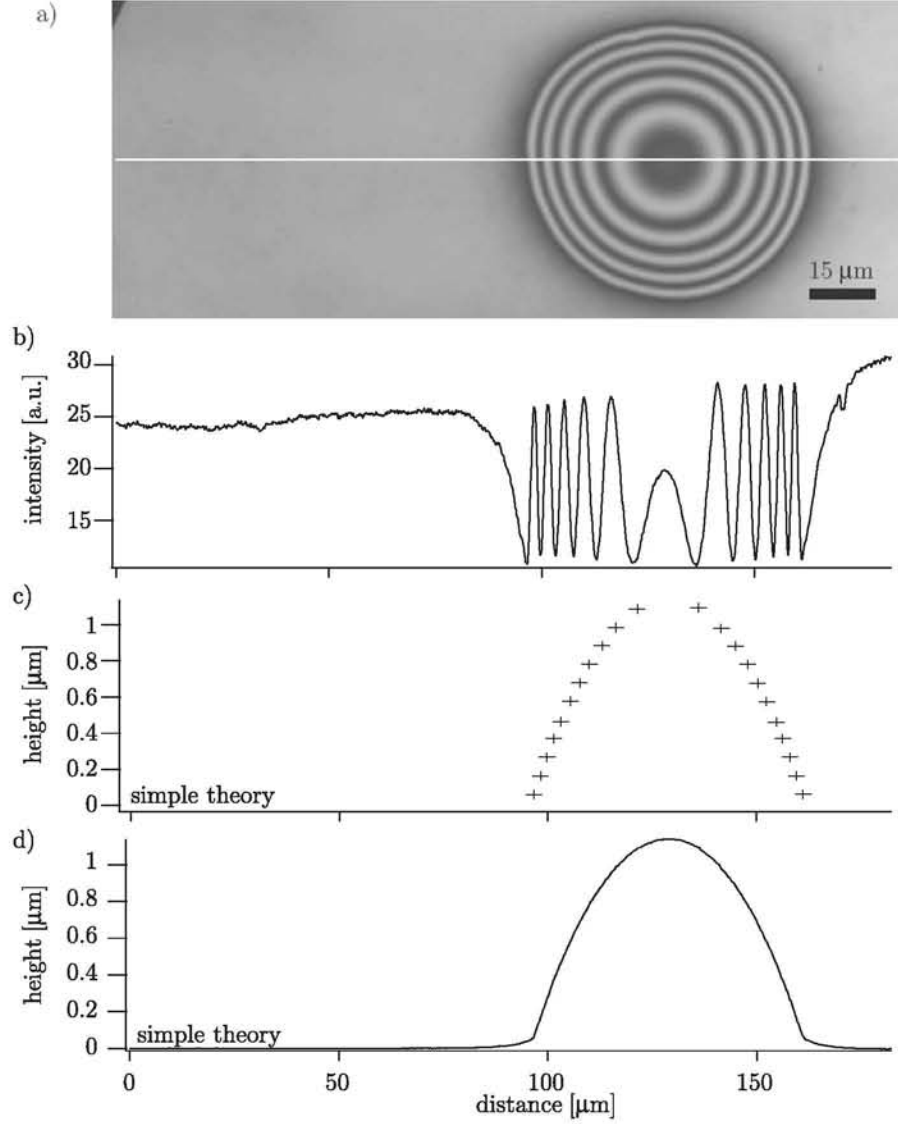 a)
15 μm
b)
30
25
20
15
intensity [a.u.]
c)
1
0.8
0.6
0.4
0.2
0
height [μm]
simple theory
d)
1
0.8
0.6
0.4
0.2
0
height [μm]
simple theory
0 50 100 150
distance [μm]